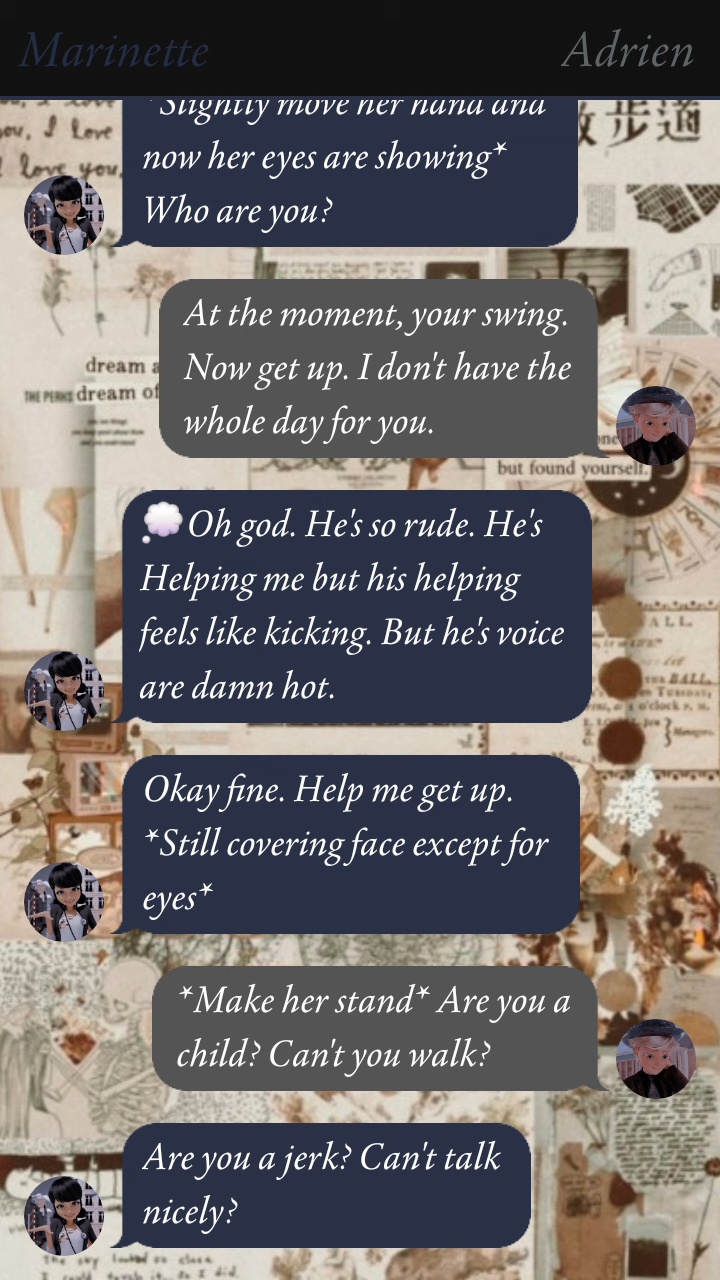 Marinette
Adrien
*Slightly move her hand and
now her eyes are showing*
Who are you?
At the moment, your swing.
Now get up. I don't have the
whole day for you.
but found yourself.
Oh god. He's so rude. He's
Helping me but his helping
feels like kicking. But he's voice
are damn hot.
Okay fine. Help me get up.
*Still covering face except for
eyes*
*Make her stand* Are you a
child? Can't you walk?
Are you a jerk? Can't talk
nicely?